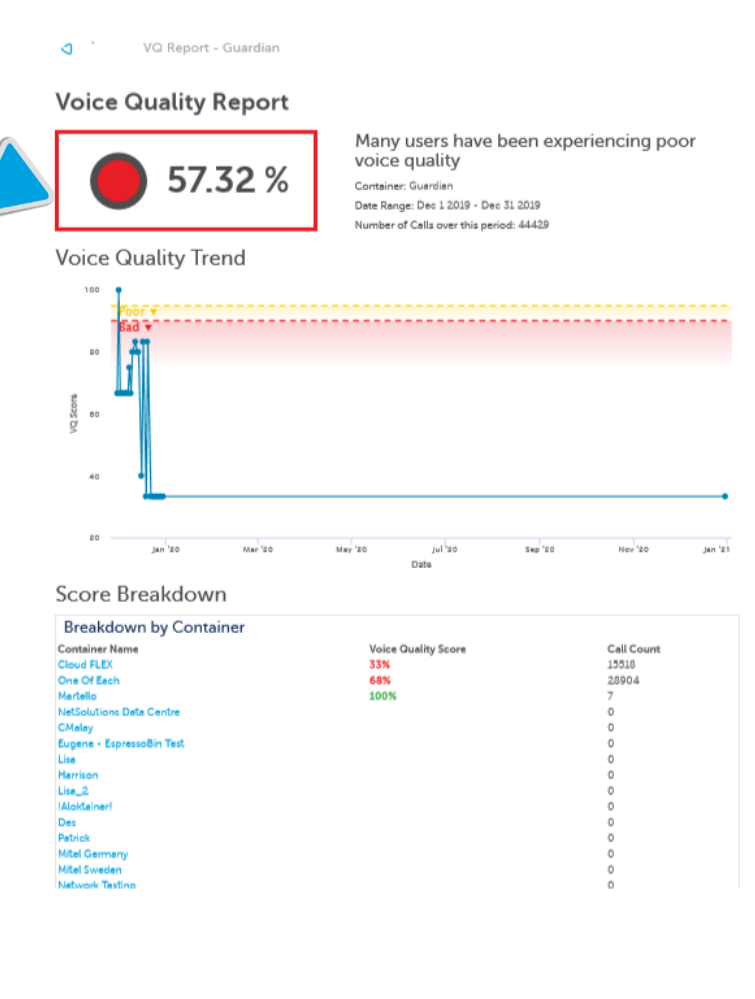 VQ Report - Guardian
Voice Quality Report
57.32 %
Many users have been experiencing poor
voice quality
Container: Guardian
Date Range: Dec 1 2019 - Dec 31 2019
Number of Calls over this period: 44429
Voice Quality Trend
100
Poor ▼
Bad ▼
80
60
40
20
VQ Score
Jan '20 Mar '20 May '20 Jul '20 Sep '20 Nov '20 Jan '21
Date
Score Breakdown
Breakdown by Container
Container Name Voice Quality Score Call Count
Cloud FLEX 33% 15518
One Of Each 68% 28904
Martello 100% 7
NetSolutions Data Centre 0
CMalay 0
Eugene - EspressoBin Test 0
Lisa 0
Harrison 0
Lisa_2 0
!Aloktainer! 0
Des 0
Patrick 0
Mitel Germany 0
Mitel Sweden 0
Network Testing 0